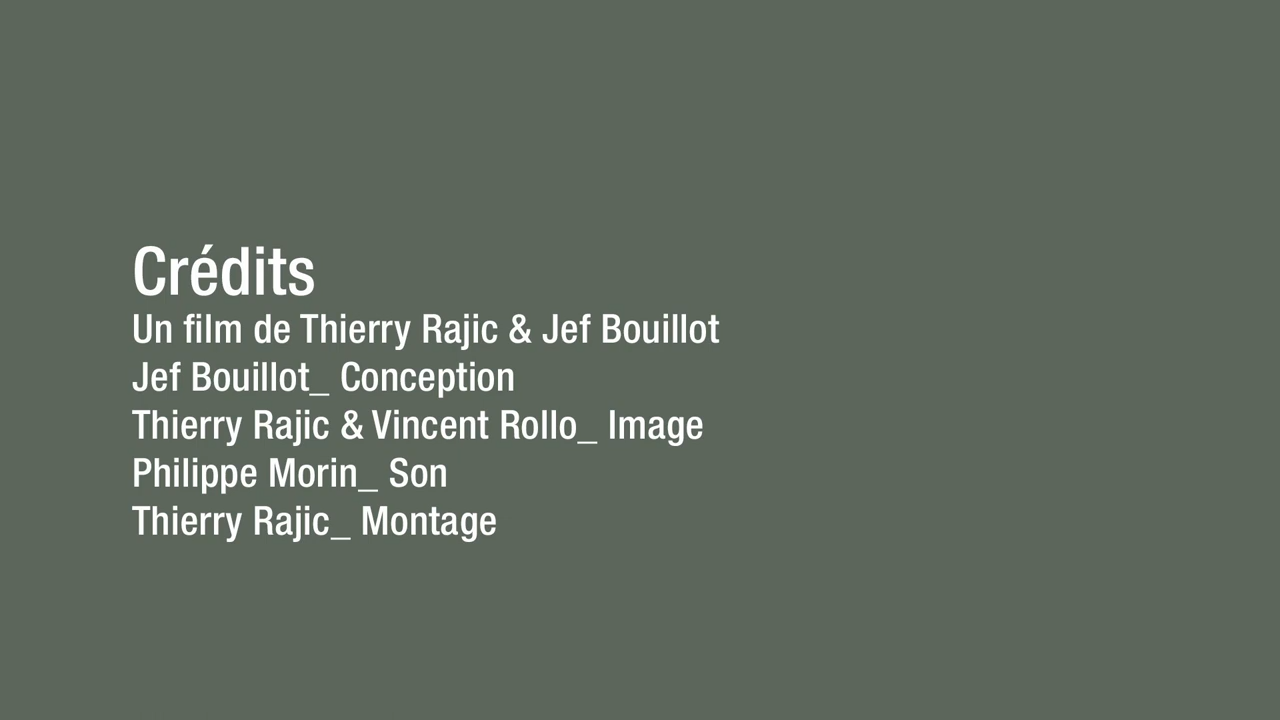 Crédits
Un film de Thierry Rajic & Jef Bouillot
Jef Bouillot_ Conception
Thierry Rajic & Vincent Rollo_ Image
Philippe Morin_ Son
Thierry Rajic_ Montage